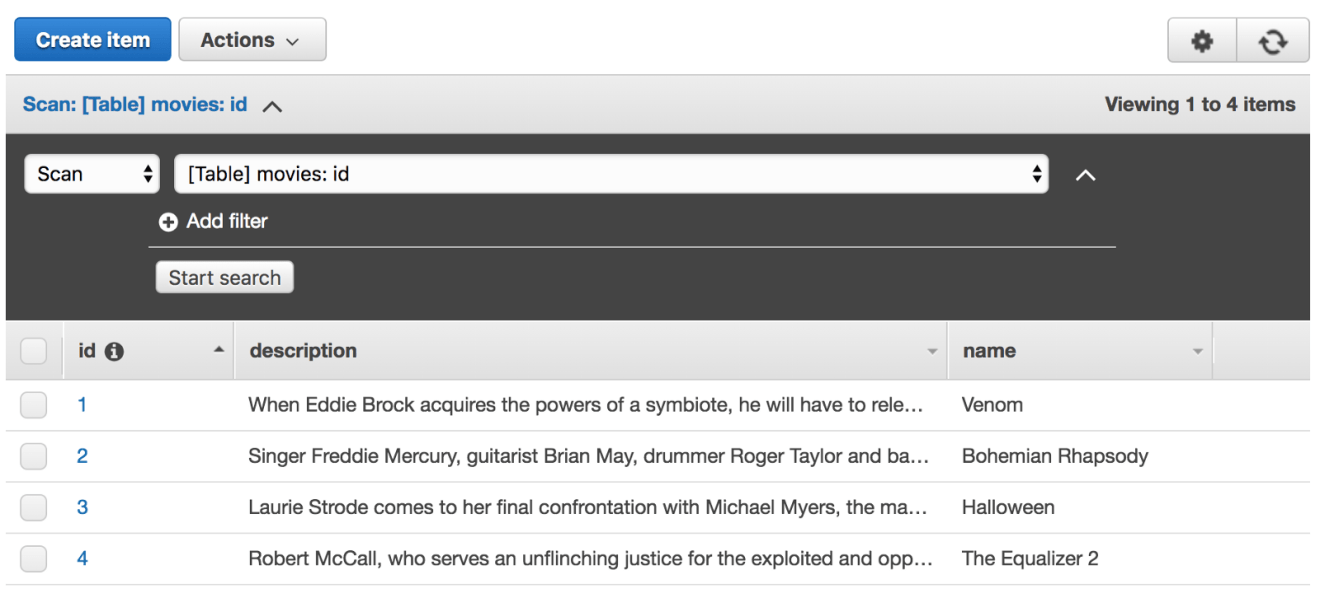 Create item Actions
Scan: [Table] movies: id Viewing 1 to 4 items
Scan [Table] movies: id
Add filter
Start search
id description name
1 When Eddie Brock acquires the powers of a symbiote, he will have to rele… Venom
2 Singer Freddie Mercury, guitarist Brian May, drummer Roger Taylor and ba… Bohemian Rhapsody
3 Laurie Strode comes to her final confrontation with Michael Myers, the ma… Halloween
4 Robert McCall, who serves an unflinching justice for the exploited and opp… The Equalizer 2